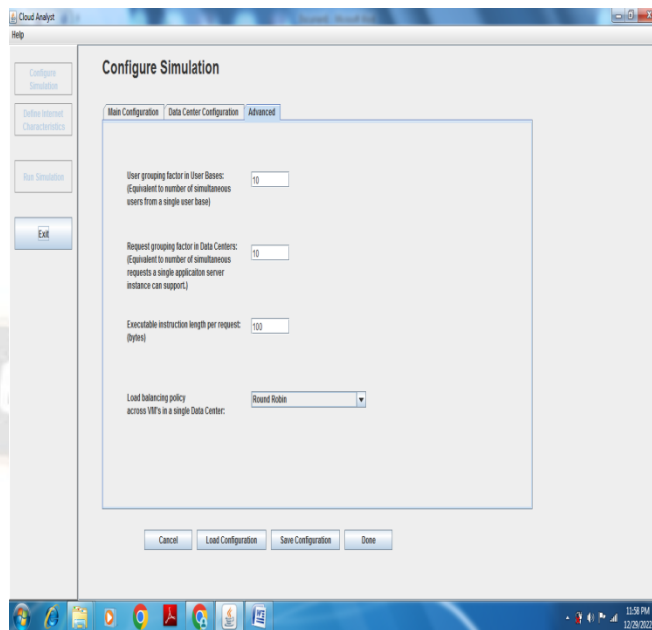 Cloud Analyst
Help
Configure
Simulation
Define Internet
Characteristics
Run Simulation
Exit
Configure Simulation
Main Configuration
Data Center Configuration
Advanced
User grouping factor in User Bases:
(Equivalent to number of simultaneous
users from a single user base)
10
Request grouping factor in Data Centers:
(Equivalent to number of simultaneous
requests a single applicaiton server
instance can support.)
10
Executable instruction length per request:
(bytes)
100
Load balancing policy
across VM's in a single Data Center:
Round Robin
Cancel
Load Configuration
Save Configuration
Done
11:58 PM
12/29/2022